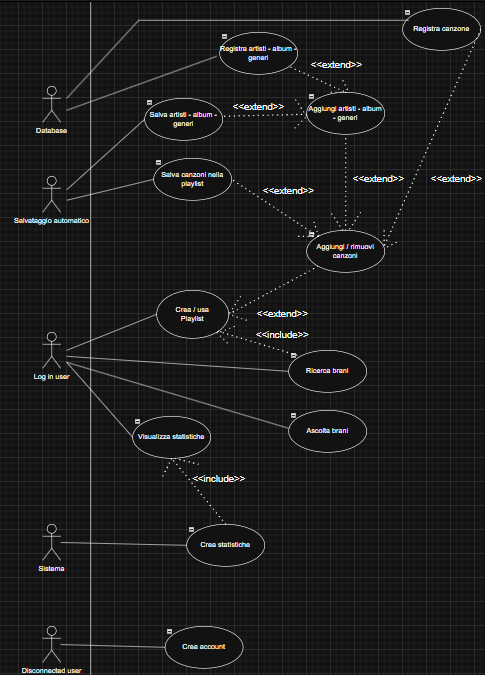 Registra canzone
Registra artisti - album -
generi
<<extend>>
Database
Salva artisti - album -
generi
<<extend>>
Aggiungi artisti - album
- generi
Salvataggio automatico
Salva canzoni nella
playlist
<<extend>>
<<extend>>
<<extend>>
Aggiungi / rimuovi
canzoni
Crea / usa
Playlist
<<extend>>
<<include>>
Log in user
Ricerca brani
Ascolta brani
Visualizza statistiche
<<include>>
Sistema
Crea statistiche
Crea account
Disconnected user